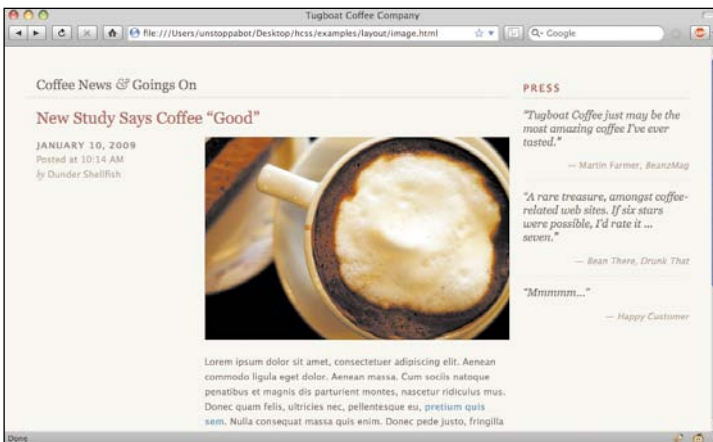 Tugboat Coffee Company
file:///Users/unstoppabot/Desktop/hcss/examples/layout/image.html
Google
Coffee News & Goings On
New Study Says Coffee “Good”
JANUARY 10, 2009
Posted at 10:14 AM
by Dunder Shellfish
Lorem ipsum dolor sit amet, consectetuer adipiscing elit. Aenean
commodo ligula eget dolor. Aenean massa. Cum sociis natoque
penatibus et magnis dis parturient montes, nascetur ridiculus mus.
Donec quam felis, ultricies nec, pellentesque eu, pretium quis
sem. Nulla consequat massa quis enim. Donec pede justo, fringilla
PRESS
“Tugboat Coffee just may be the
most amazing coffee I’ve ever
tasted.”
— Martin Farmer, BeanzMag
“A rare treasure, amongst coffee-
related web sites. If six stars
were possible, I’d rate it ...
seven.”
— Bean There, Drunk That
“Mmmmm...”
— Happy Customer
Done